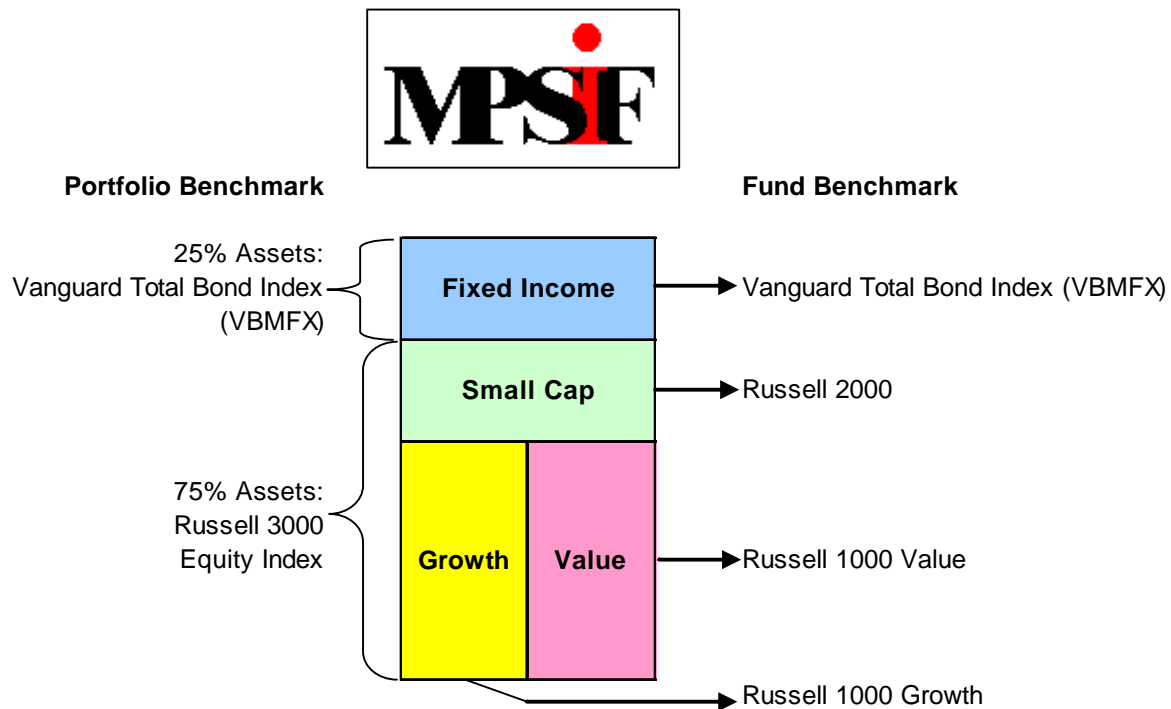 MPSiF
Portfolio Benchmark
Fund Benchmark
25% Assets:
Vanguard Total Bond Index
(VBMFX)
Fixed Income
Vanguard Total Bond Index (VBMFX)
Small Cap
Russell 2000
75% Assets:
Russell 3000
Equity Index
Growth
Value
Russell 1000 Value
Russell 1000 Growth